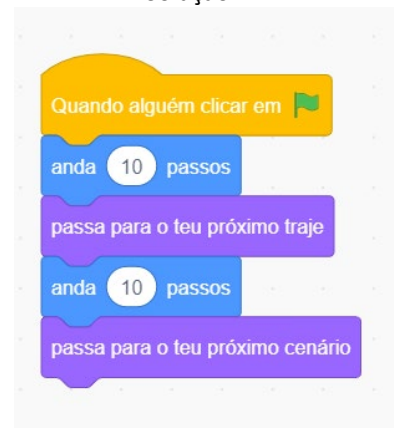 Quando alguém clicar em
anda 10 passos
passa para o teu próximo traje
anda 10 passos
passa para o teu próximo cenário